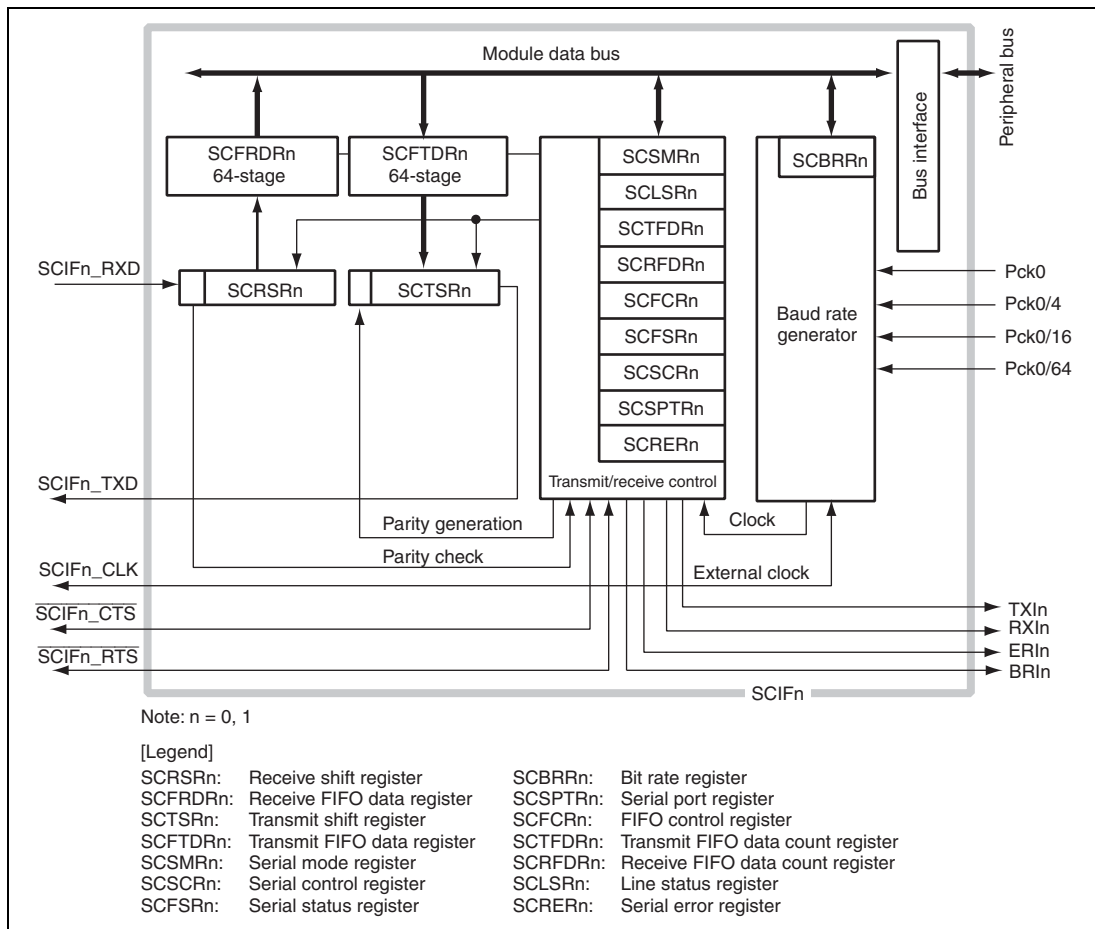 Module data bus
Peripheral bus
Bus interface
SCFRDRn
64-stage
SCFTDRn
64-stage
SCSMRn
SCLSRn
SCTFDRn
SCRFDRn
SCFCRn
SCFSRn
SCSCRn
SCSPTRn
SCRERn
Transmit/receive control
SCBRRn
Baud rate
generator
SCIFn_RXD
SCRSRn
SCTSRn
Pck0
Pck0/4
Pck0/16
Pck0/64
SCIFn_TXD
Parity generation
Parity check
Clock
SCIFn_CLK
External clock
SCIFn_CTS
SCIFn_RTS
TXIn
RXIn
ERIn
BRIn
SCIFn
Note: n = 0, 1
[Legend]
SCRSRn: Receive shift register
SCFRDRn: Receive FIFO data register
SCTSRn: Transmit shift register
SCFTDRn: Transmit FIFO data register
SCSMRn: Serial mode register
SCSCRn: Serial control register
SCFSRn: Serial status register
SCBRRn: Bit rate register
SCSPTRn: Serial port register
SCFCRn: FIFO control register
SCTFDRn: Transmit FIFO data count register
SCRFDRn: Receive FIFO data count register
SCLSRn: Line status register
SCRERn: Serial error register